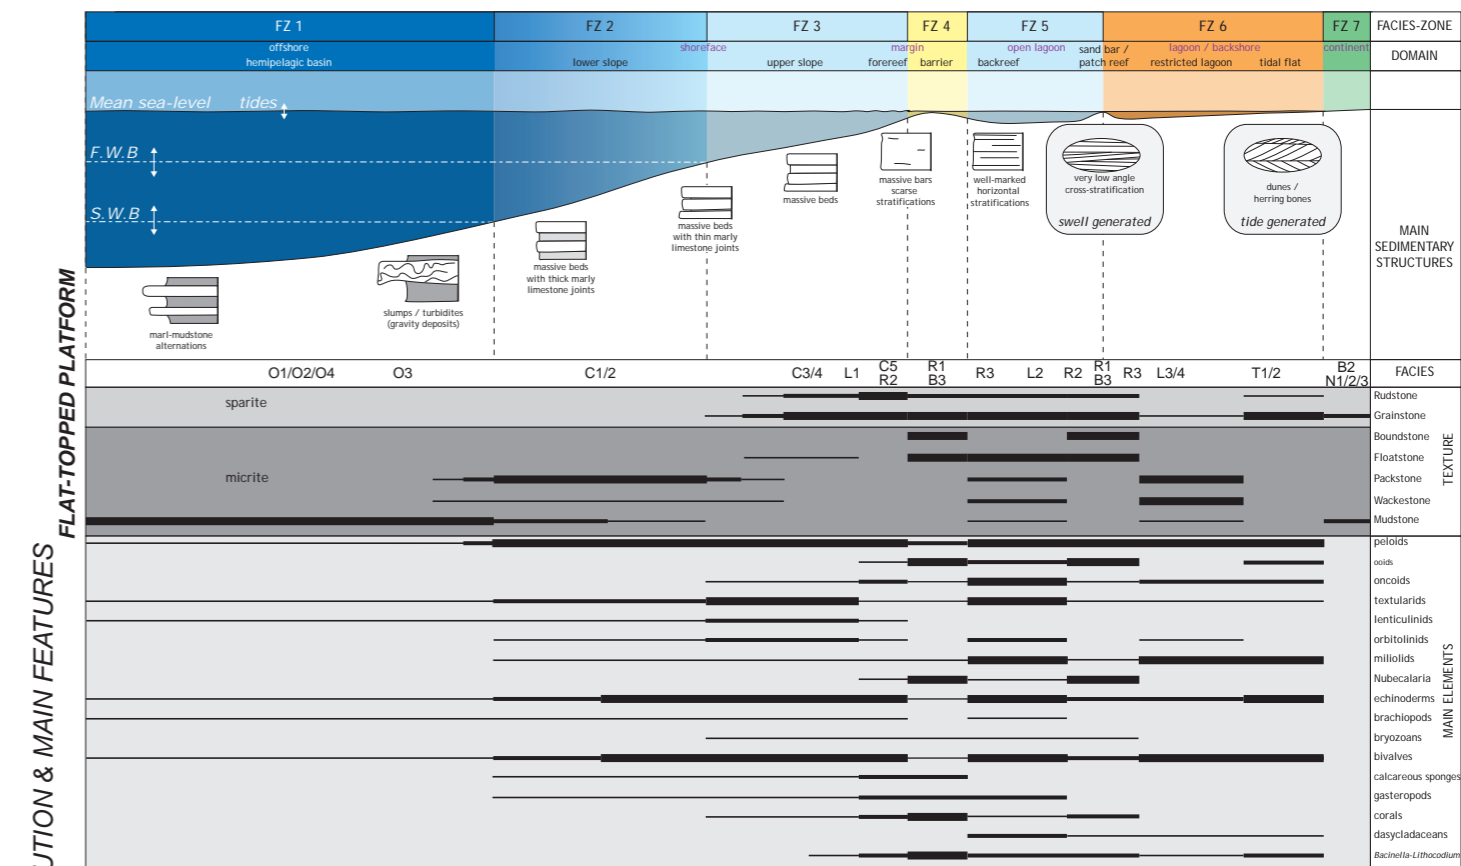 FZ 1 FZ 2 FZ 3 FZ 4 FZ 5 FZ 6 FZ 7 FACIES-ZONE
offshore shoreface margin open lagoon sand bar / lagoon / backshore continent
hemipelagic basin lower slope upper slope forereef barrier backreef patch reef restricted lagoon tidal flat
DOMAIN
Mean sea-level tides
F.W.B
S.W.B
marl-mudstone
alternations
slumps / turbidites
(gravity deposits)
massive beds
with thick marly
limestone joints
massive beds
with thin marly
limestone joints
massive beds
massive bars
scarse
stratifications
well-marked
horizontal
stratifications
very low angle
cross-stratification
swell generated
dunes /
herring bones
tide generated
MAIN
SEDIMENTARY
STRUCTURES
FLAT-TOPPED PLATFORM
UTION & MAIN FEATURES
O1/O2/O4 O3 C1/2 C3/4 L1 C5 R1 R3 L2 R2 R1 R3 L3/4 T1/2 B2 FACIES
R2 B3 B3 N1/2/3
sparite
micrite
Rudstone
Grainstone
Boundstone
Floatstone
Packstone
Wackestone
Mudstone
TEXTURE
peloids
ooids
oncoids
textularids
lenticulinids
orbitolinids
miliolids
Nubecalaria
echinoderms
brachiopods
bryozoans
bivalves
calcareous sponges
gasteropods
corals
dasycladaceans
Bacinella-Lithocodium
MAIN ELEMENTS